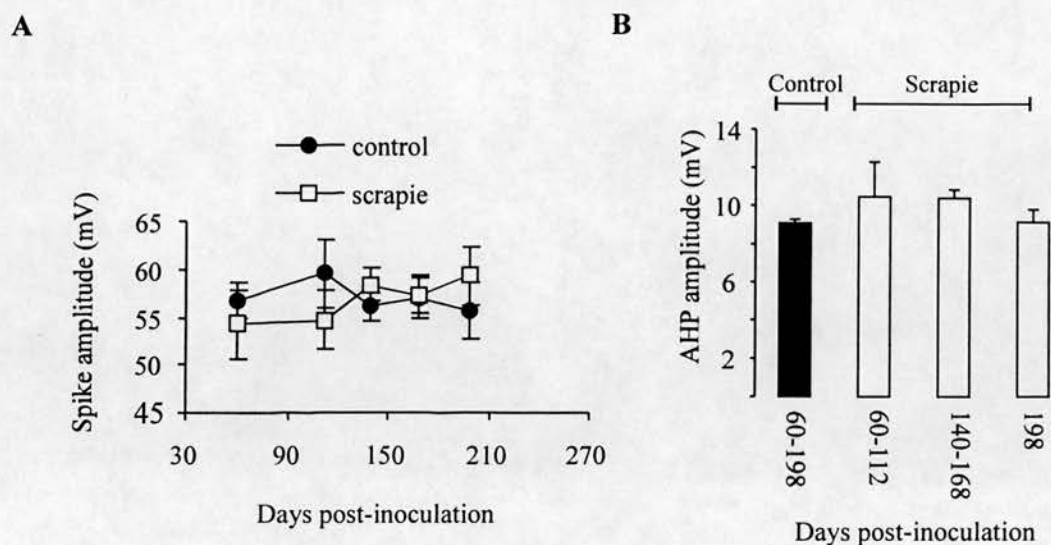 A
control
scrapie
Spike amplitude (mV)
65
60
55
50
45
30 90 150 210 270
Days post-inoculation
B
Control Scrapie
AHP amplitude (mV)
14
10
6
2
60-198
60-112
140-168
198
Days post-inoculation